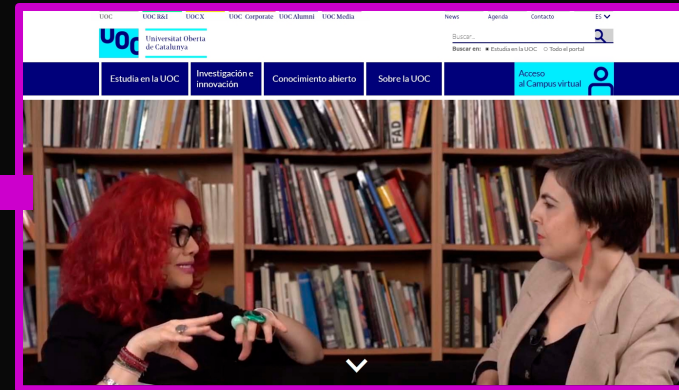 UOC UOC R&I UOC X UOC Corporate UOC Alumni UOC Media News Agenda Contacto ES
UOC
Universitat Oberta
de Catalunya
Buscar...
Buscar en: Estudia en la UOC Todo el portal
Estudia en la UOC
Investigación e
innovación
Conocimiento abierto
Sobre la UOC
Acceso
al Campus virtual
FAD